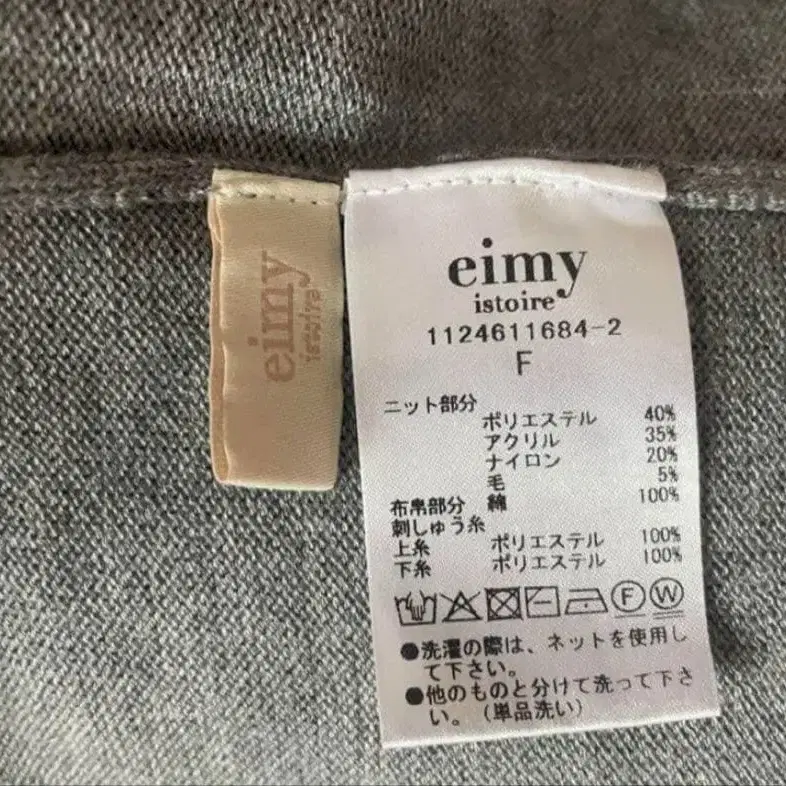 eimy
istoire
eimy
istoire
1124611684-2
F
ニット部分
ポリエステル 40%
アクリル 35%
ナイロン 20%
毛 5%
布帛部分 綿 100%
刺しゅう糸
上糸 ポリエステル 100%
下糸 ポリエステル 100%
F W
●洗濯の際は、ネットを使用し
て下さい。
●他のものと分けて洗って下さ
い。(単品洗い)